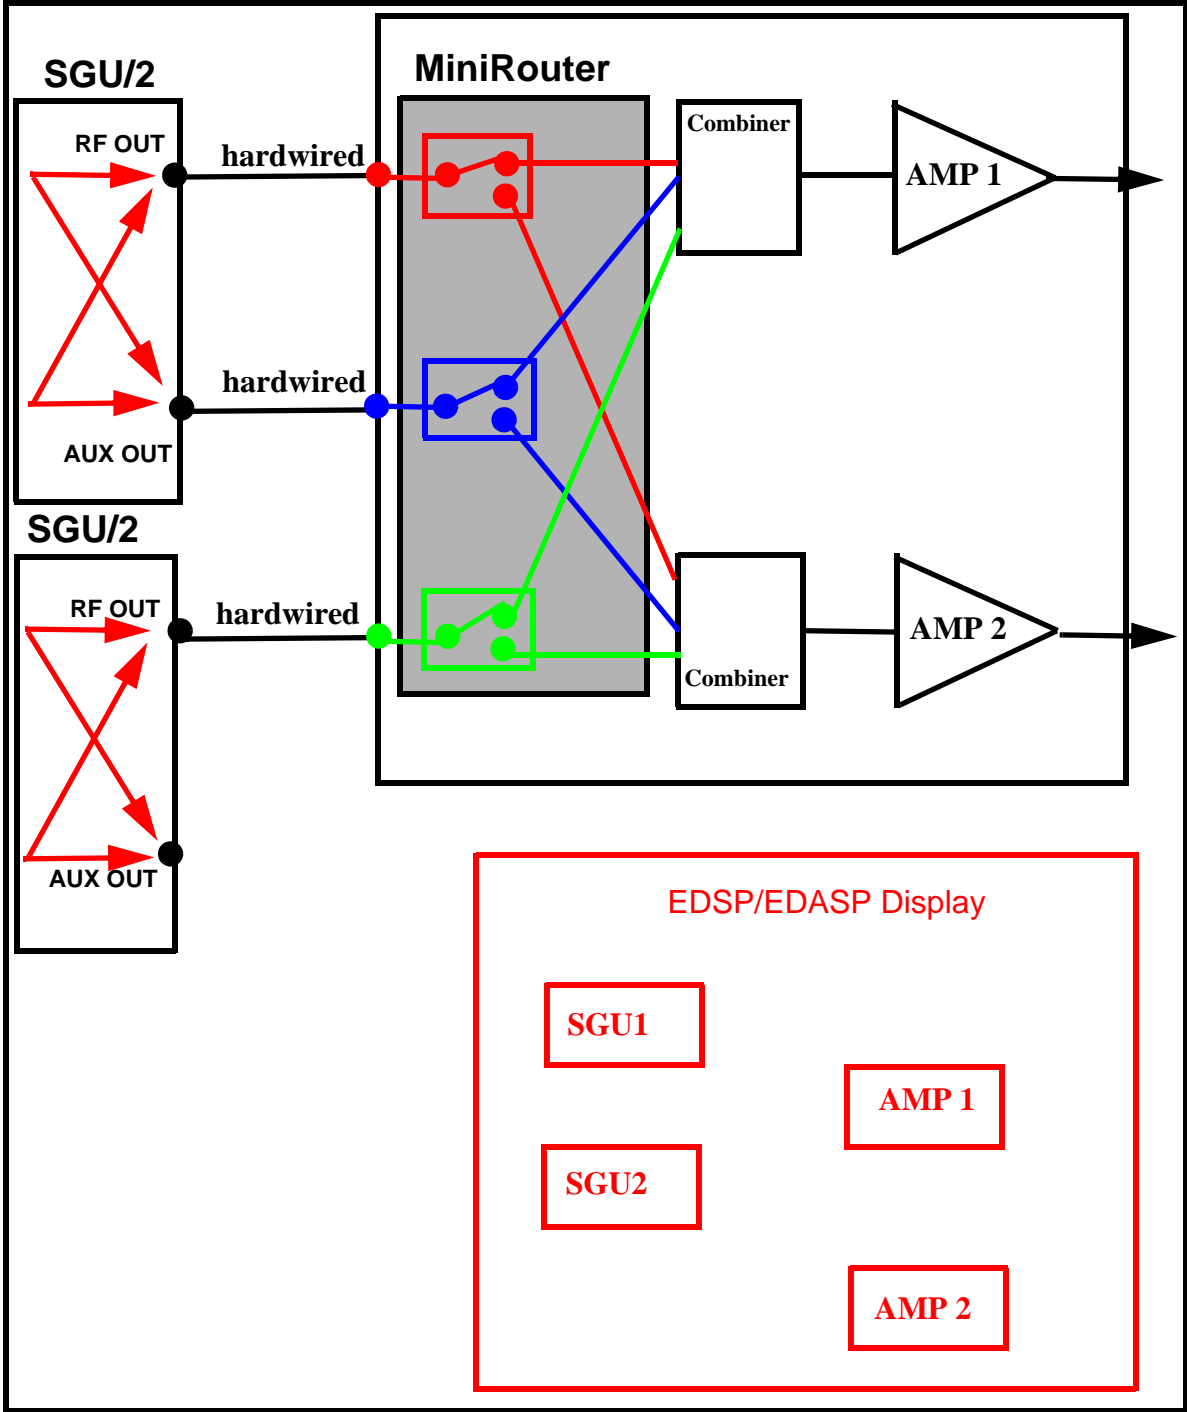 SGU/2
MiniRouter
RF OUT
hardwired
Combiner
AMP 1
hardwired
AUX OUT
SGU/2
RF OUT
hardwired
AMP 2
Combiner
AUX OUT
EDSP/EDASP Display
SGU1
AMP 1
SGU2
AMP 2